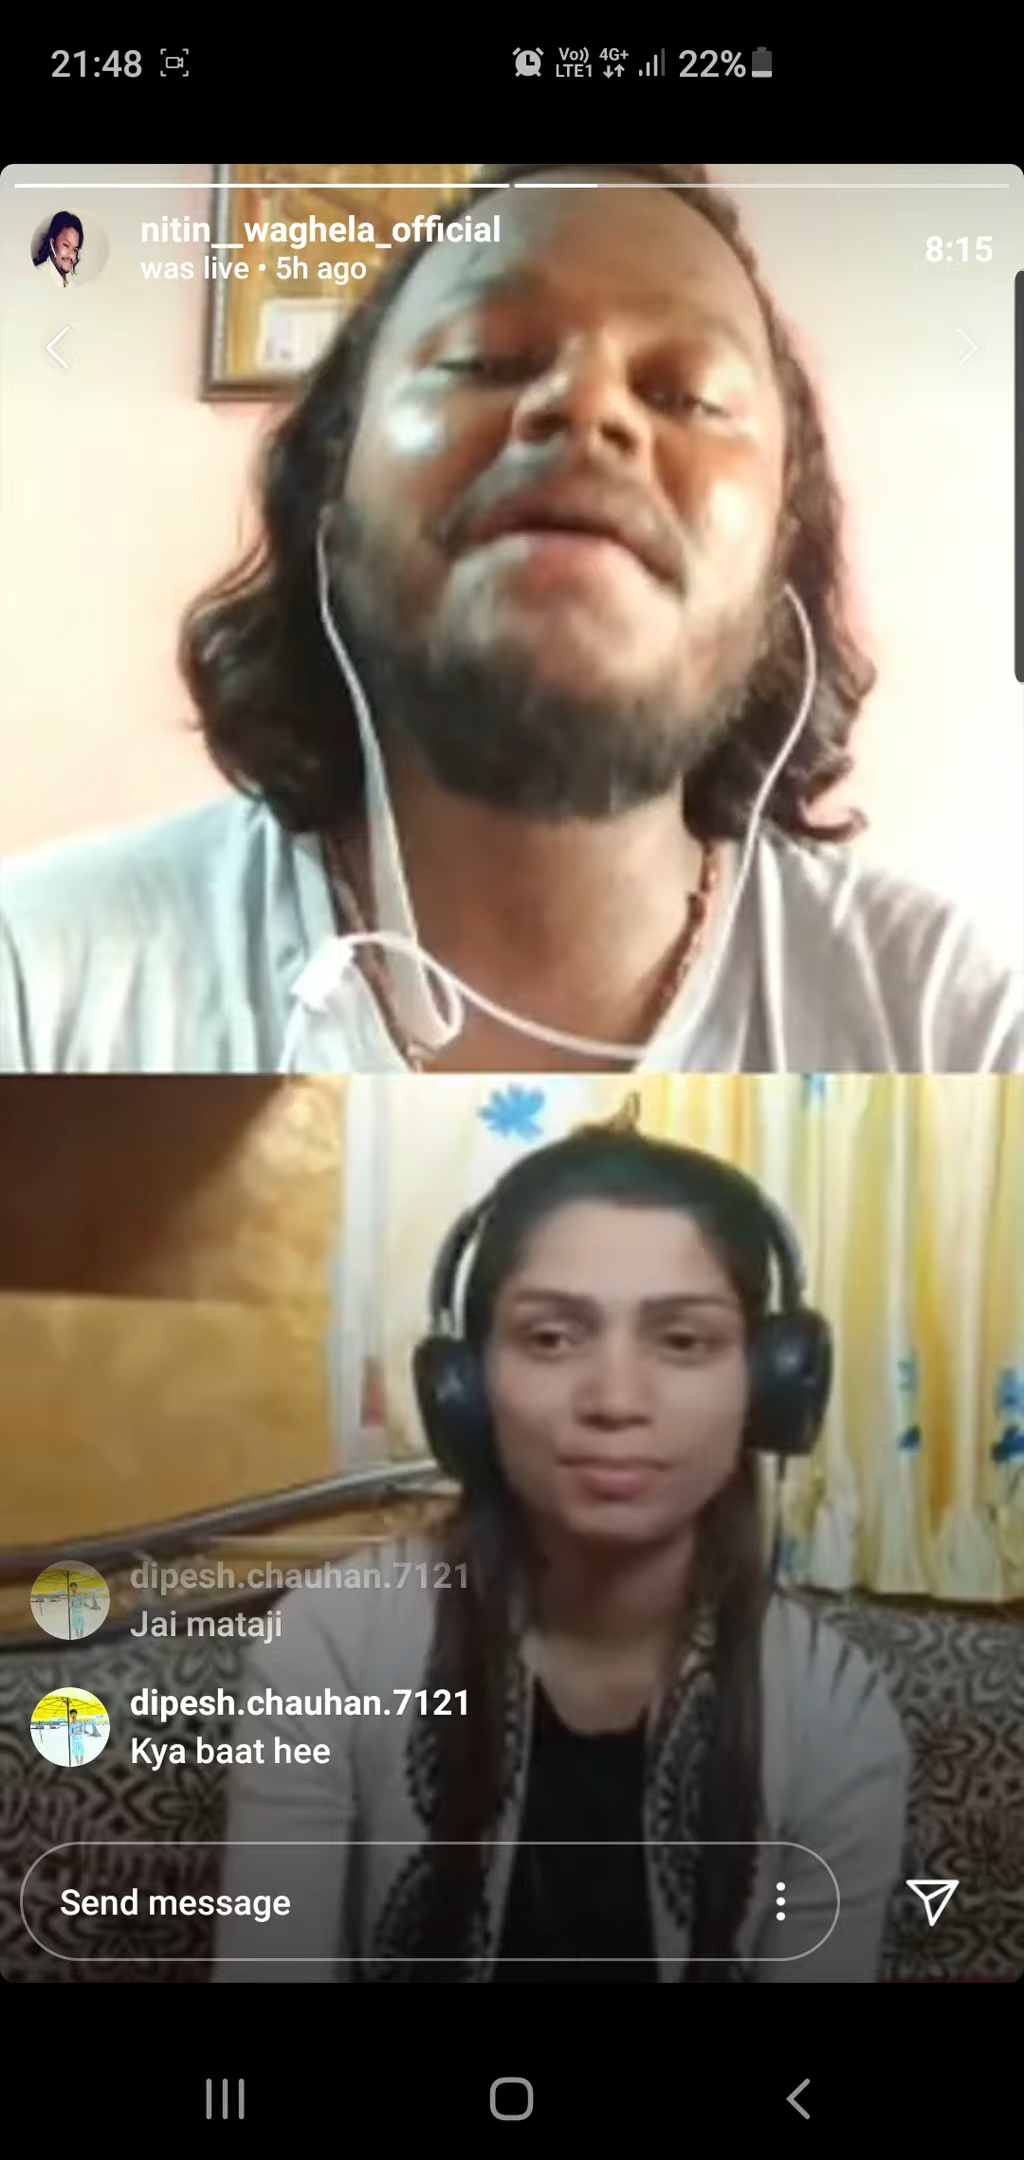 21:48
Vo)) 4G+ 22%
LTE1
nitin__waghela_official
was live • 5h ago
8:15
dipesh.chauhan.7121
Jai mataji
dipesh.chauhan.7121
Kya baat hee
Send message